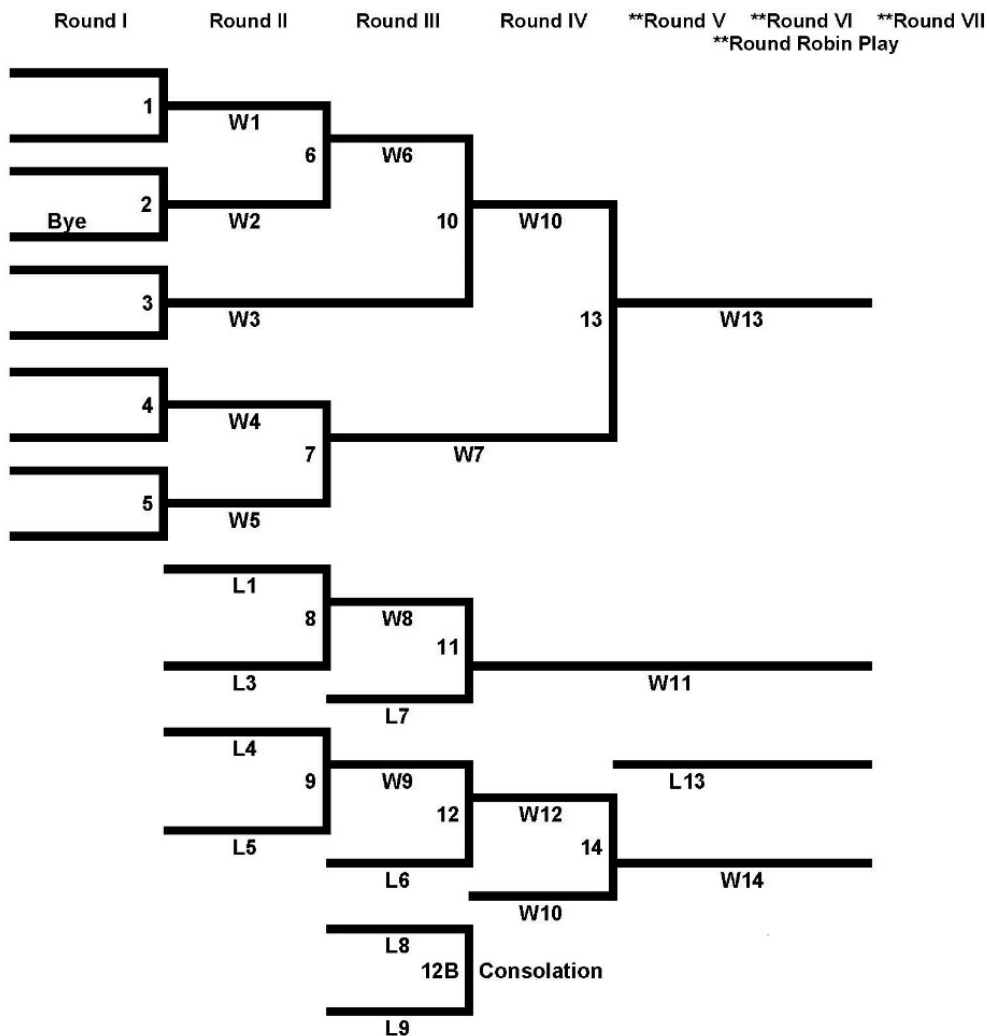 Round I Round II Round III Round IV **Round V **Round VI **Round VII
**Round Robin Play
1
W1
6
W6
2
Bye
W2
10
W10
3
W3
13
W13
4
W4
7
W7
5
W5
L1
8
W8
11
L3
W11
L7
L4
9
W9
L13
12
W12
14
L5
L6
W14
W10
L8
12B Consolation
L9